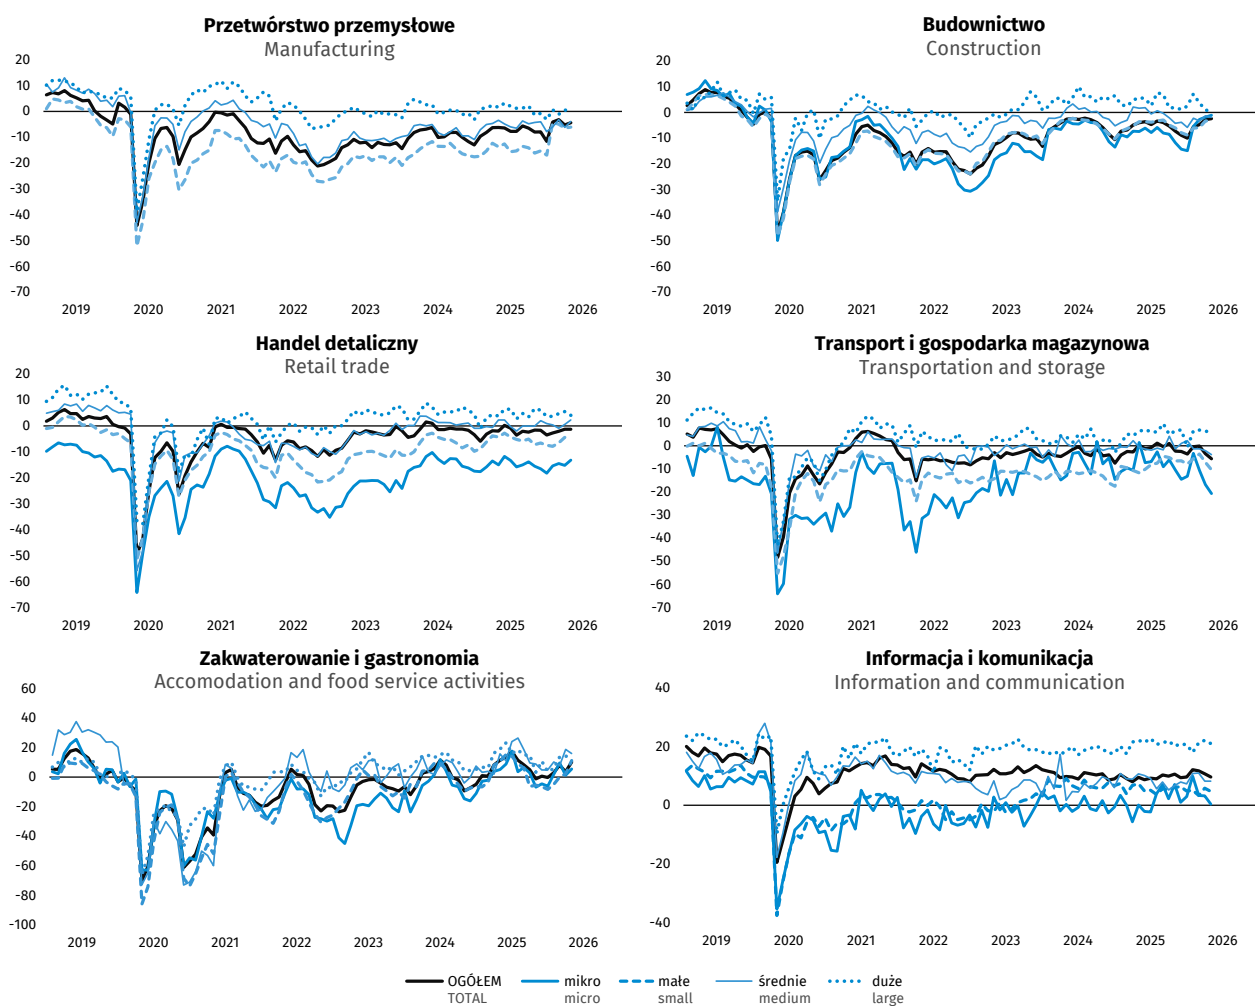 Przetwórstwo przemysłowe
Manufacturing
20
10
0
-10
-20
-30
-40
-50
-60
-70
2019 2020 2021 2022 2023 2024 2025 2026
Budownictwo
Construction
20
10
0
-10
-20
-30
-40
-50
-60
-70
2019 2020 2021 2022 2023 2024 2025 2026
Handel detaliczny
Retail trade
20
10
0
-10
-20
-30
-40
-50
-60
-70
2019 2020 2021 2022 2023 2024 2025 2026
Transport i gospodarka magazynowa
Transportation and storage
30
20
10
0
-10
-20
-30
-40
-50
-60
-70
2019 2020 2021 2022 2023 2024 2025 2026
Zakwaterowanie i gastronomia
Accomodation and food service activities
60
40
20
0
-20
-40
-60
-80
-100
2019 2020 2021 2022 2023 2024 2025 2026
Informacja i komunikacja
Information and communication
40
20
0
-20
-40
2019 2020 2021 2022 2023 2024 2025 2026
OGÓŁEM mikro małe średnie duże
TOTAL micro small medium large